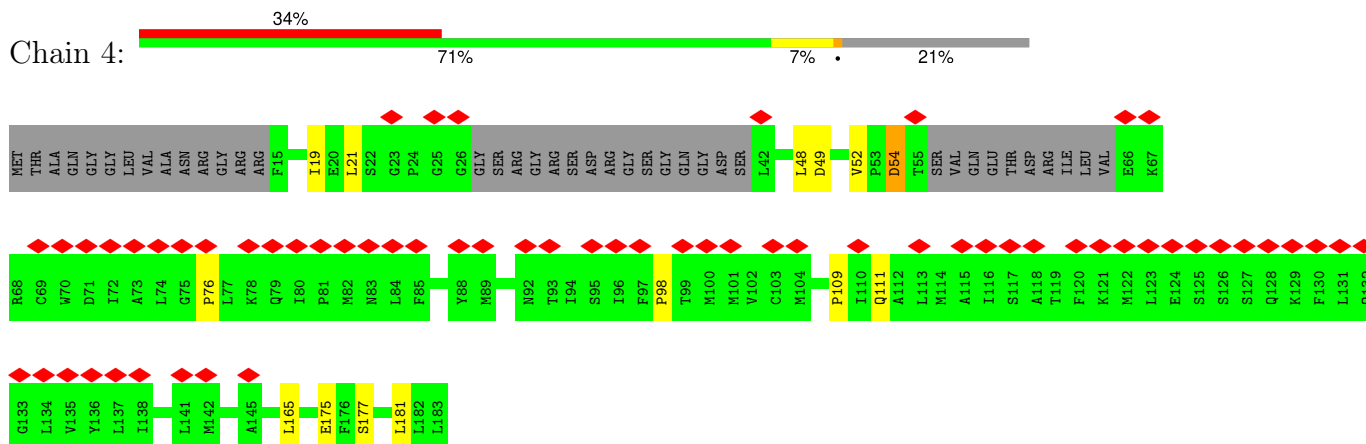 34%
Chain 4:
71% 7% • 21%
MET THR ALA GLN GLY GLY LEU VAL ALA ASN ARG GLY ARG ARG F15 I19 E20 L21 S22 G23 P24 G25 G26 GLY SER ARG GLY ARG SER ASP ARG GLY SER GLY GLN GLY ASP SER L42 L48 D49 V52 P53 D54 T55 SER VAL GLN GLU THR ASP ARG ILE LEU VAL E66 K67
R68 C69 W70 D71 I72 A73 L74 G75 P76 L77 K78 Q79 I80 P81 M82 N83 L84 F85 Y88 M89 N92 T93 I94 S95 I96 F97 P98 T99 M100 M101 V102 C103 M104 P109 I110 Q111 A112 L113 M114 A115 I116 S117 A118 T119 F120 K121 M122 L123 E124 S125 S126 S127 Q128 K129 F130 L131
G133 L134 V135 Y136 L137 I138 L141 M142 A145 L165 E175 F176 S177 L181 L182 L183